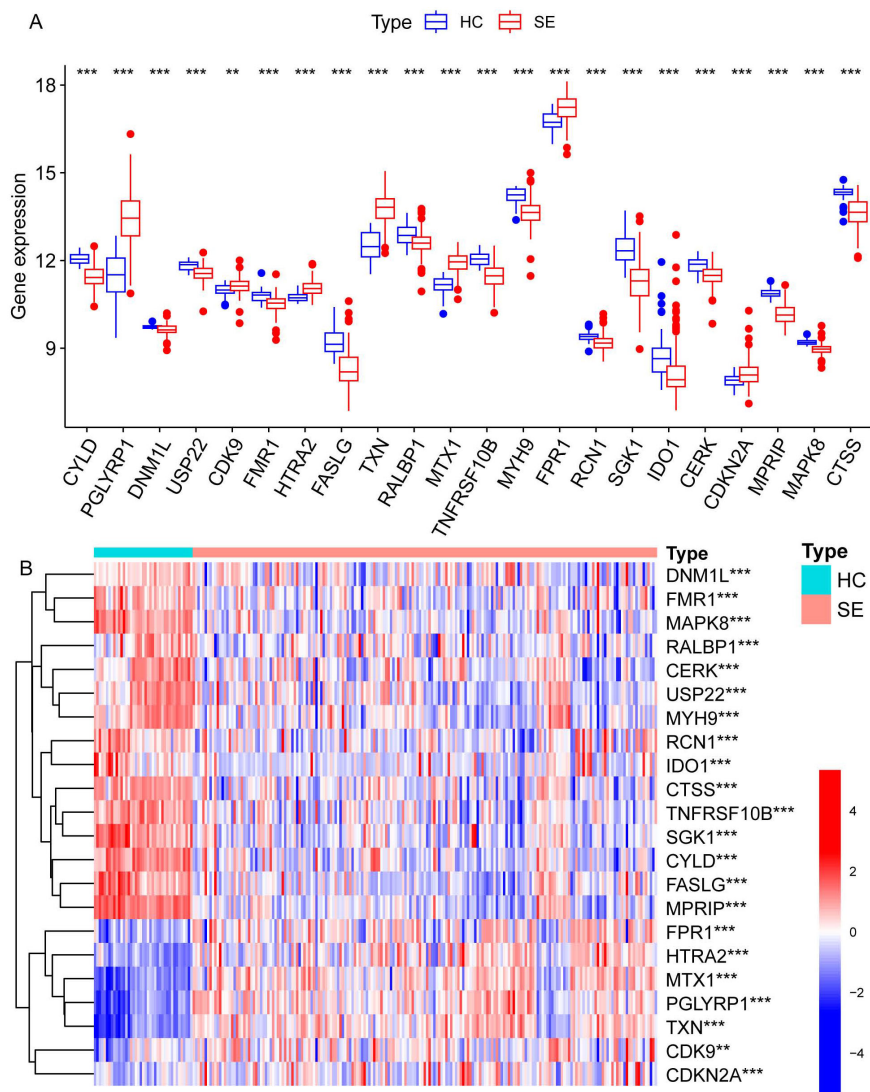 A
Type HC SE
*** *** *** *** ** *** *** *** *** *** *** *** *** *** *** *** *** *** *** *** *** ***
Gene expression
18
15
12
9
CYLD PGLYRP1 DNM1L USP22 CDK9 FMR1 HTRA2 FASLG TXN RALBP1 MTX1 TNFRSF10B MYH9 FPR1 RCN1 SGK1 IDO1 CERK CDKN2A MPRIP MAPK8 CTSS
B
Type
DNM1L***
FMR1***
MAPK8***
RALBP1***
CERK***
USP22***
MYH9***
RCN1***
IDO1***
CTSS***
TNFRSF10B***
SGK1***
CYLD***
FASLG***
MPRIP***
FPR1***
HTRA2***
MTX1***
PGLYRP1***
TXN***
CDK9**
CDKN2A***
Type
HC
SE
4
2
0
-2
-4